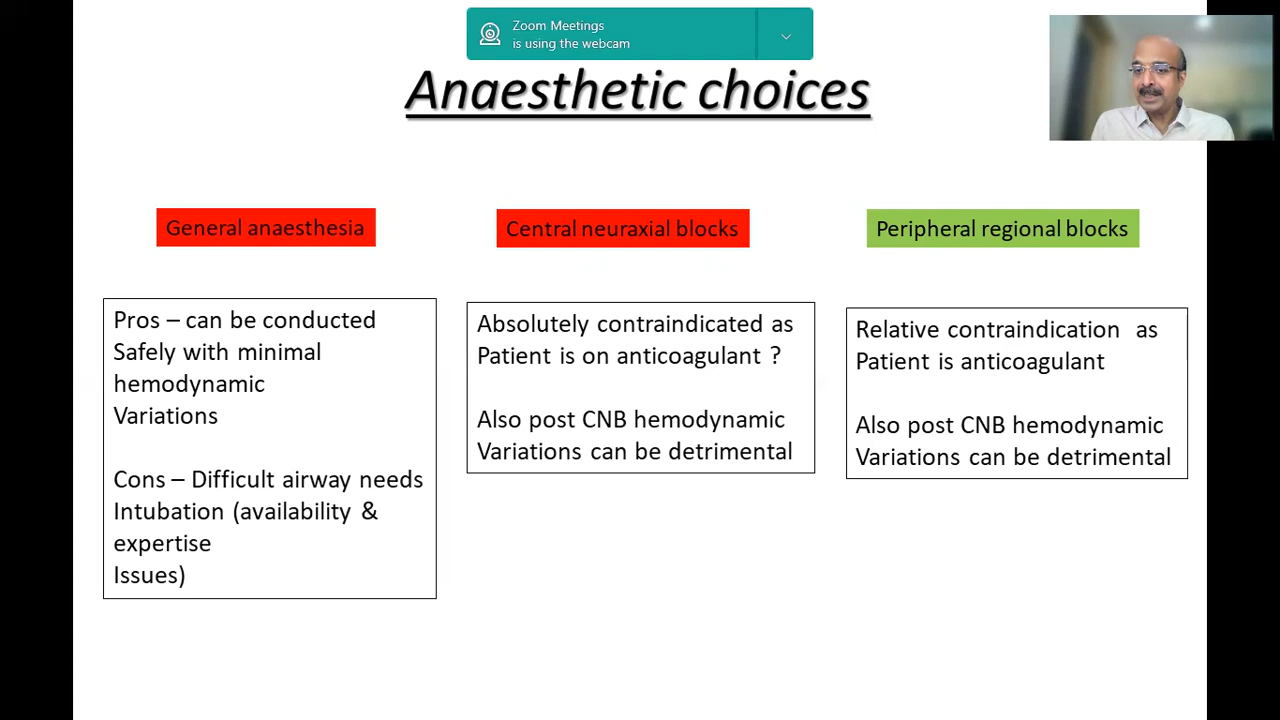 Zoom Meetings
is using the webcam
Anaesthetic choices
General anaesthesia
Central neuraxial blocks
Peripheral regional blocks
Pros – can be conducted
Safely with minimal
hemodynamic
Variations
Cons – Difficult airway needs
Intubation (availability &
expertise
Issues)
Absolutely contraindicated as
Patient is on anticoagulant ?
Also post CNB hemodynamic
Variations can be detrimental
Relative contraindication as
Patient is anticoagulant
Also post CNB hemodynamic
Variations can be detrimental